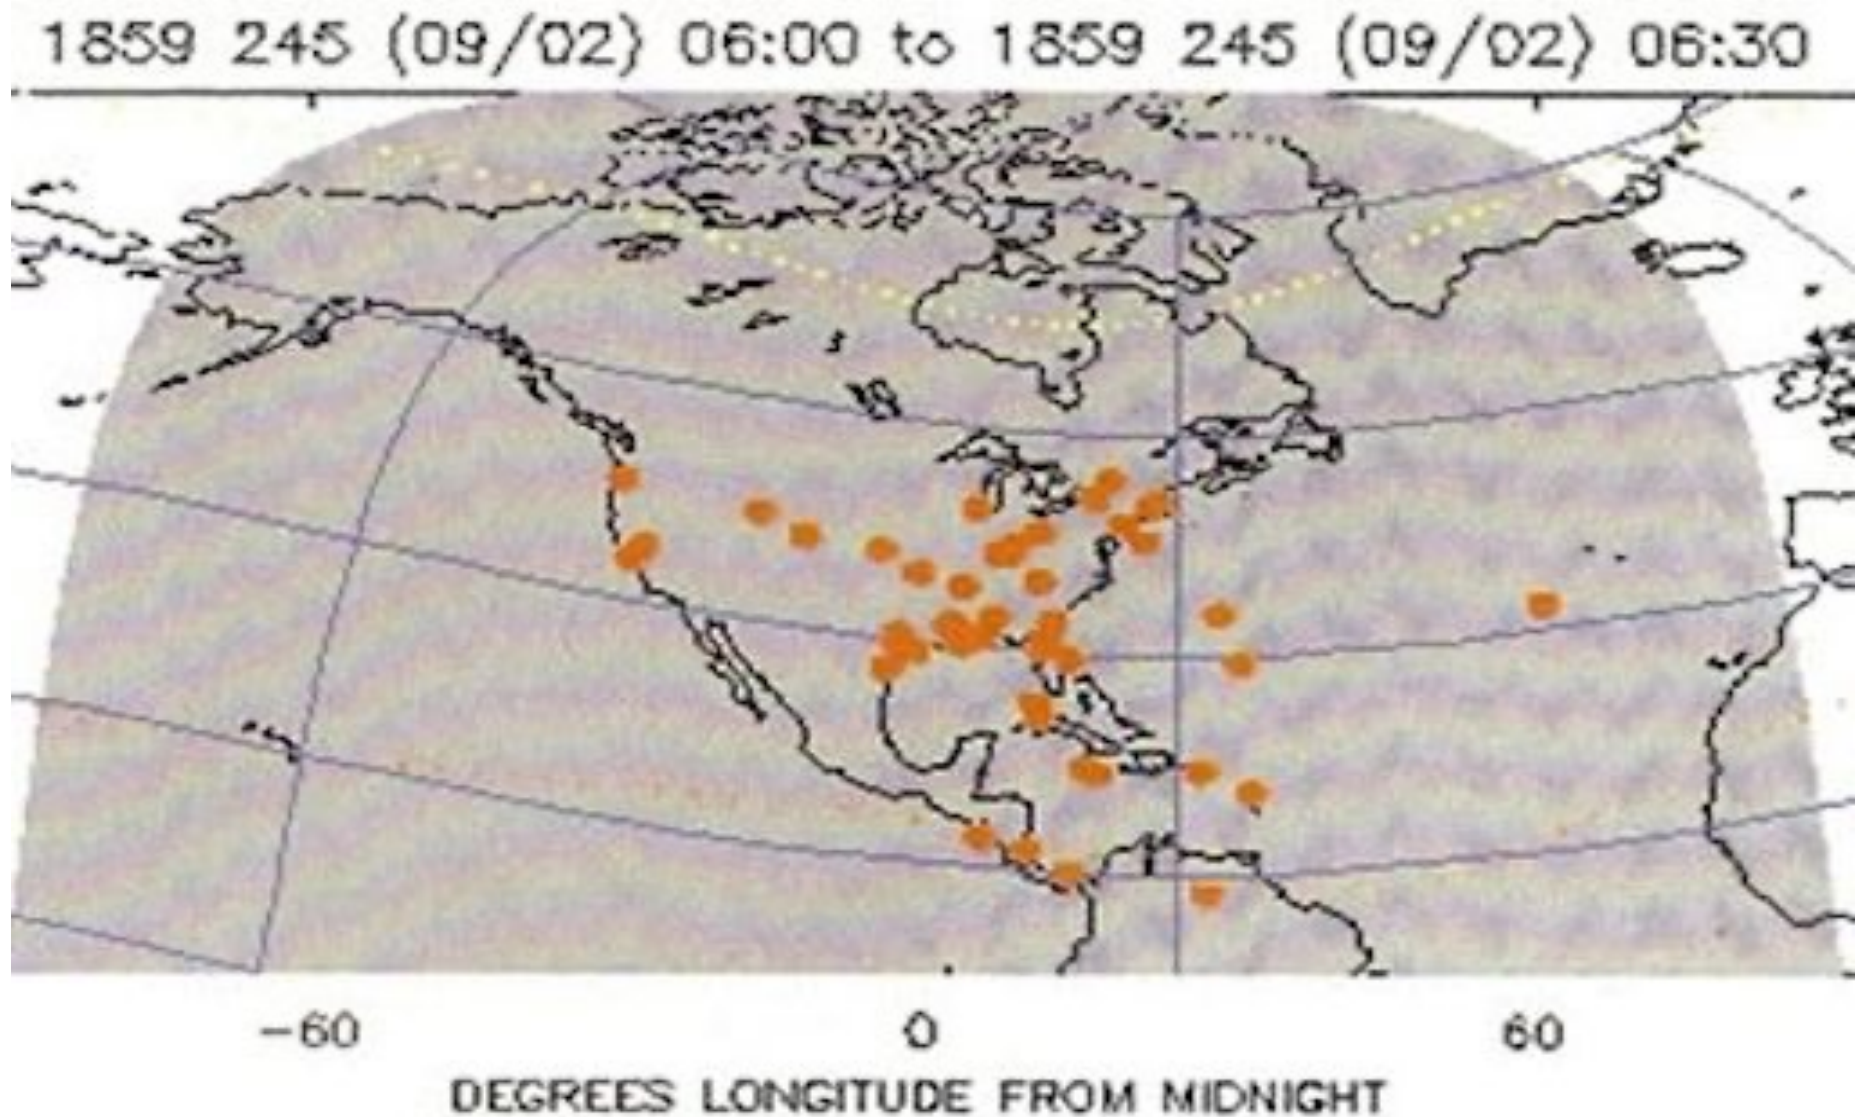 1859 245 (09/02) 06:00 to 1859 245 (09/02) 06:30
-60 0 60
DEGREES LONGITUDE FROM MIDNIGHT